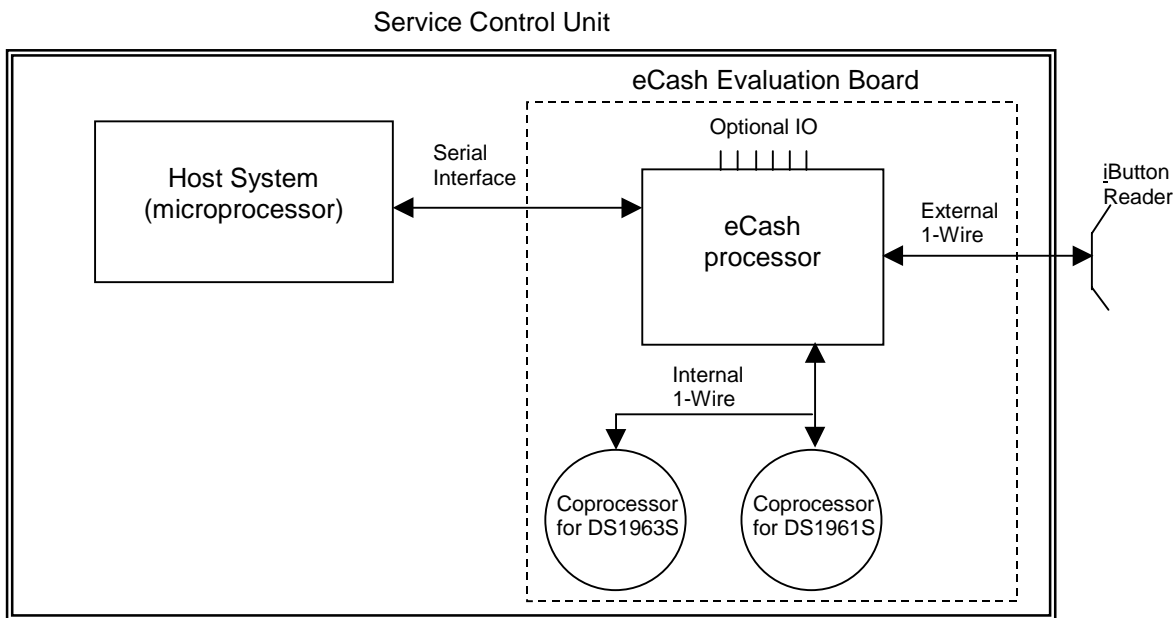 Service Control Unit
eCash Evaluation Board
Optional IO
Host System
(microprocessor)
Serial
Interface
eCash
processor
External
1-Wire
iButton
Reader
Internal
1-Wire
Coprocessor
for DS1963S
Coprocessor
for DS1961S